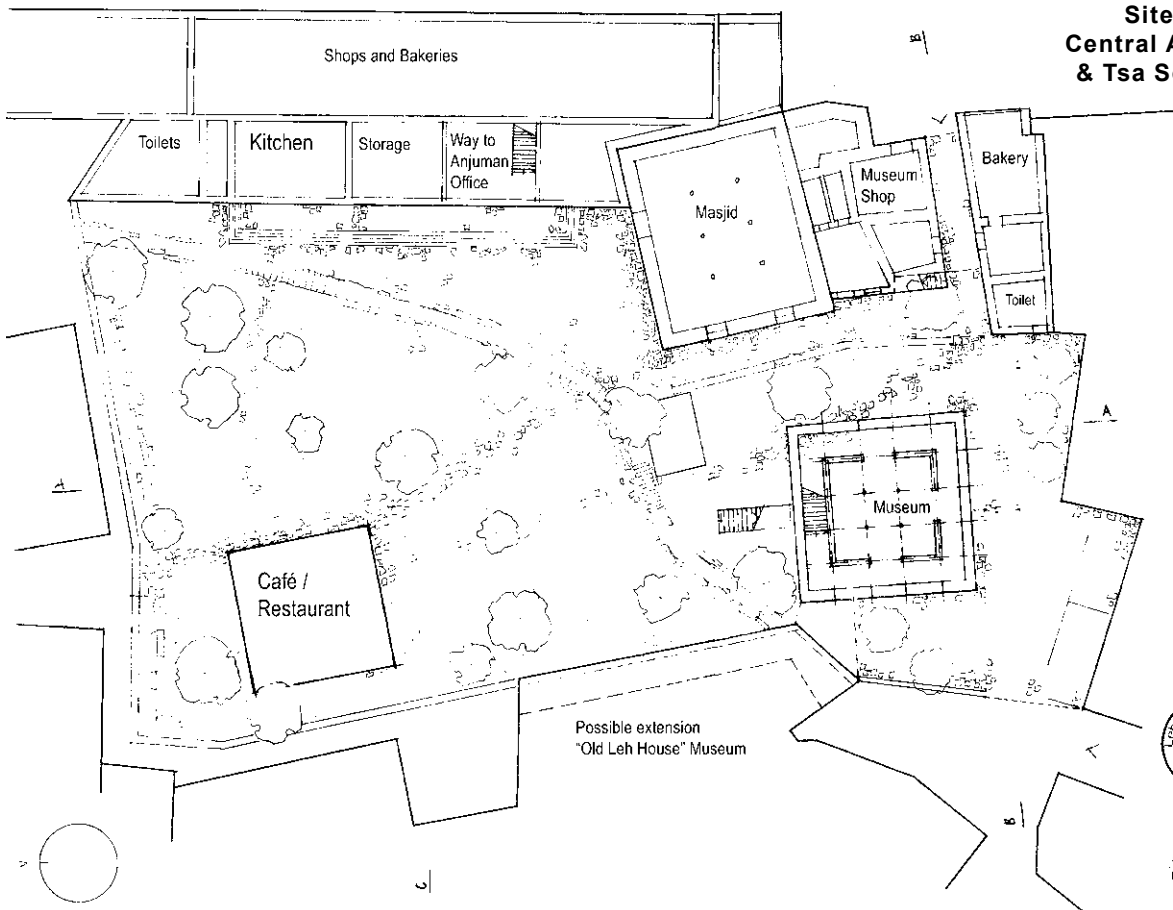 Site
Central A
& Tsa S
Shops and Bakeries
Toilets
Kitchen
Storage
Way to
Anjuman
Office
Masjid
Museum
Shop
Bakery
Toilet
B
A
A
Museum
Café /
Restaurant
Possible extension
"Old Leh House" Museum
B
C